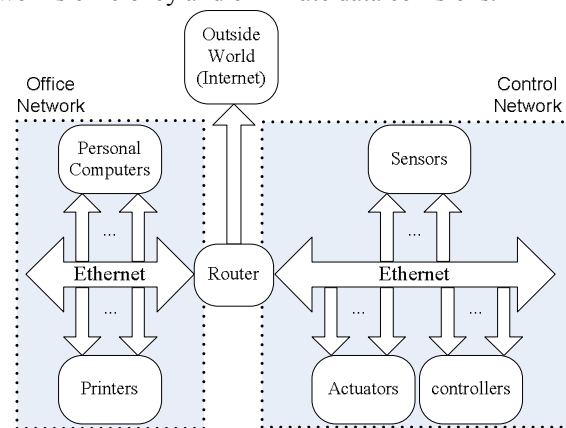 Outside
World
(Internet)
Office
Network
Control
Network
Personal
Computers
Sensors
...
...
Ethernet
Router
Ethernet
...
...
...
Printers
Actuators
controllers